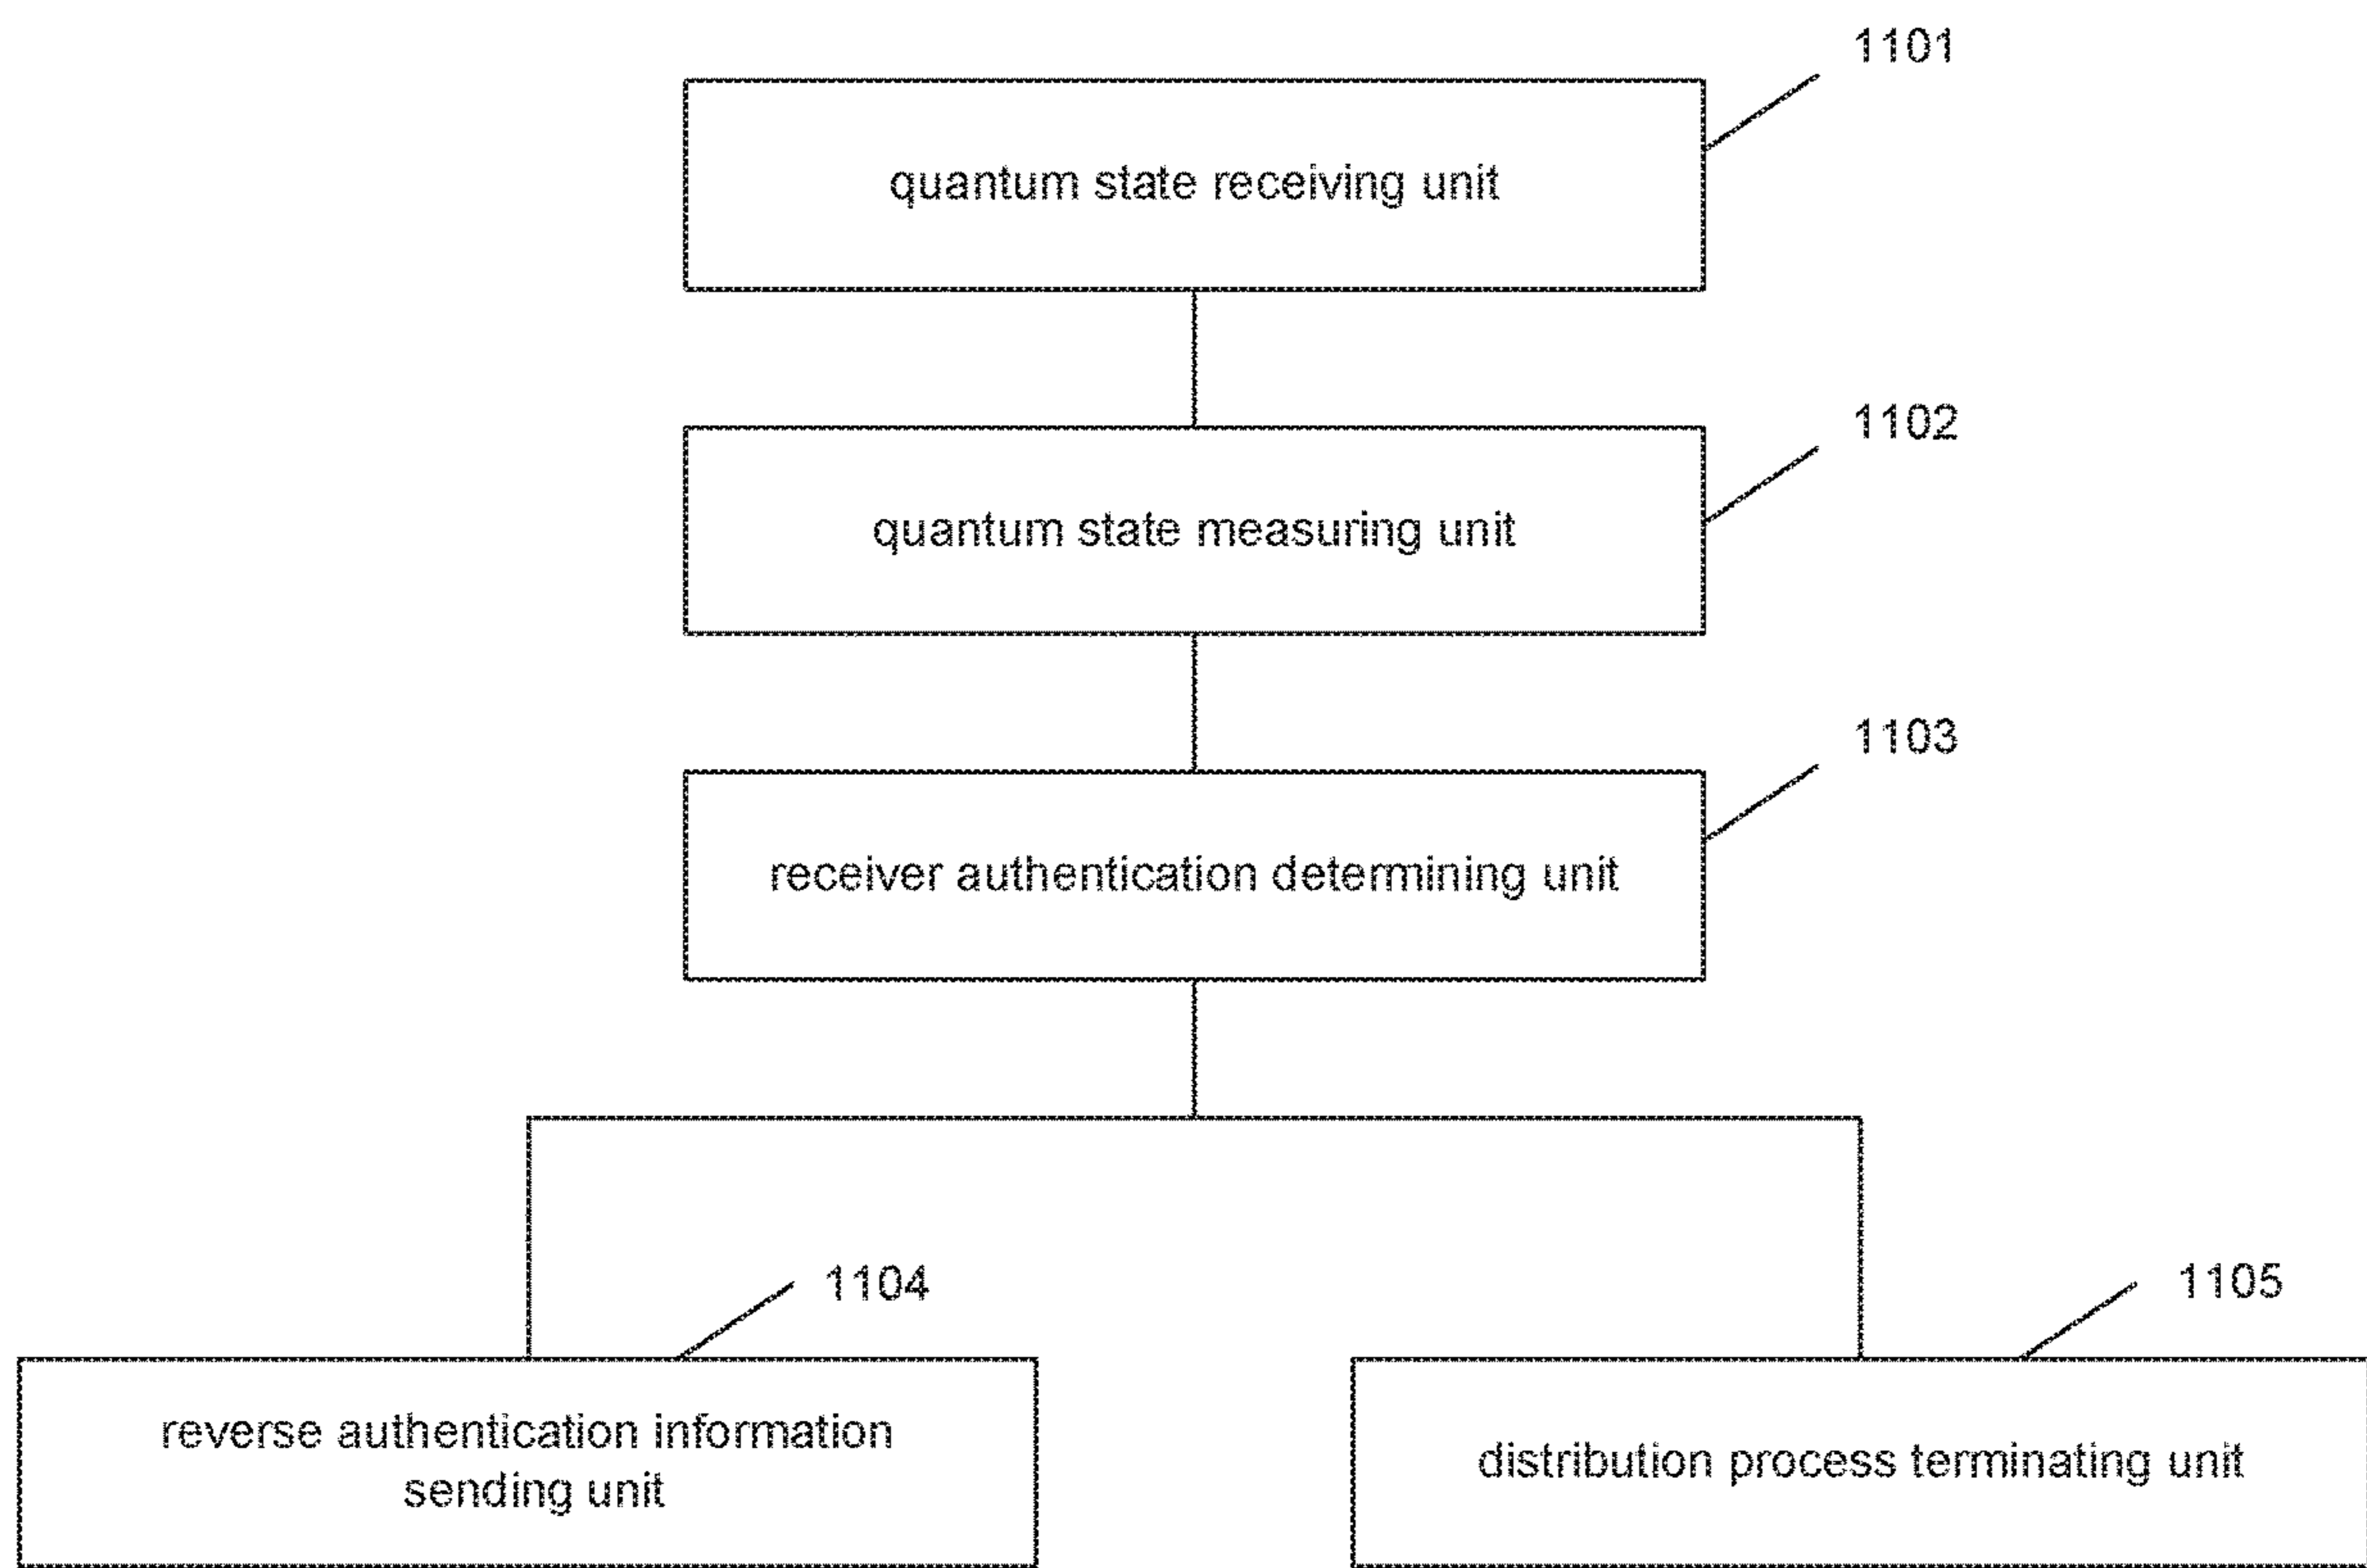 1101
quantum state receiving unit
1102
quantum state measuring unit
1103
receiver authentication determining unit
1104
1105
reverse authentication information
sending unit
distribution process terminating unit